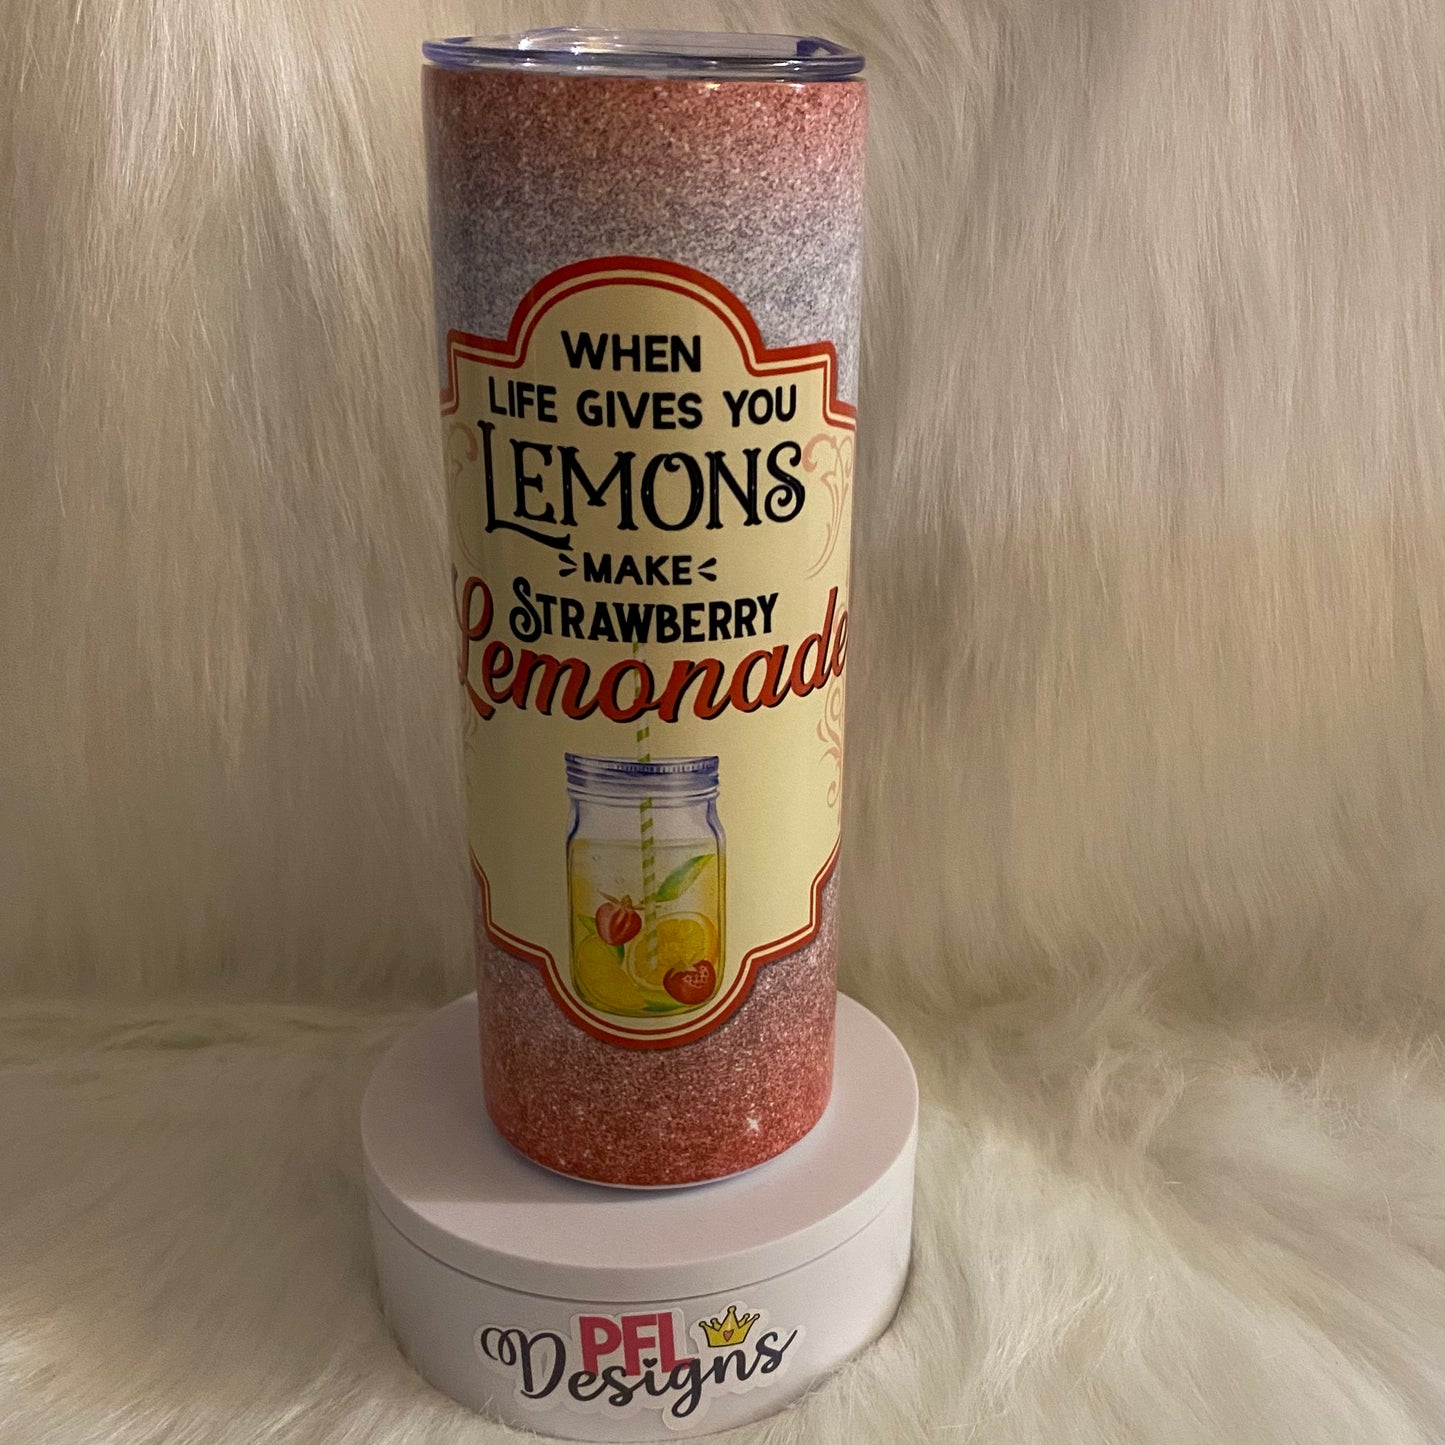 WHEN
LIFE GIVES YOU
LEMONS
MAKE
STRAWBERRY
Lemonade
PFL
Designs